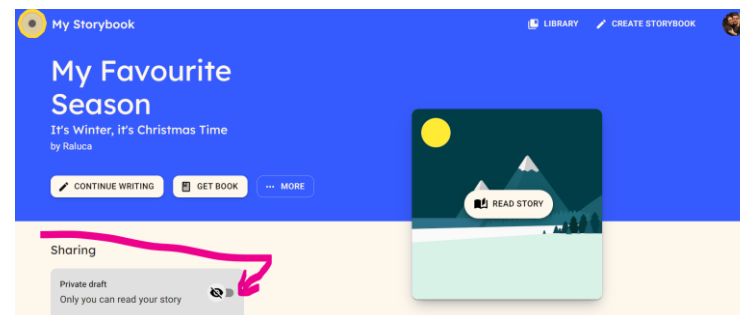 My Storybook
LIBRARY
CREATE STORYBOOK
My Favourite
Season
It's Winter, it's Christmas Time
by Raluca
CONTINUE WRITING
GET BOOK
··· MORE
READ STORY
Sharing
Private draft
Only you can read your story